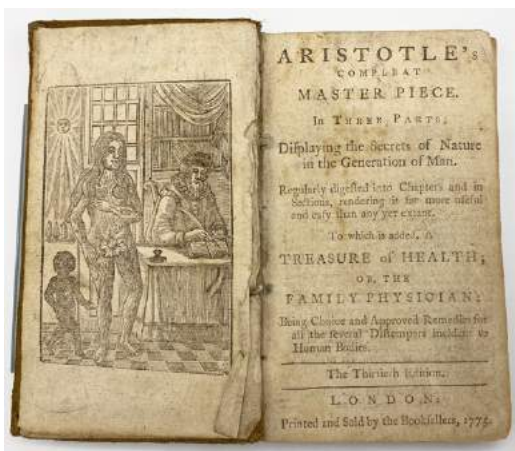 ARISTOTLE's
COMPLEAT
MASTER PIECE.
In THREE PARTS;
Displaying the Secrets of Nature
in the Generation of Man.
Regularly digested into Chapters and in
Sections, rendering it far more useful
and easy than any yet extant.
To which is added, A
TREASURE of HEALTH;
OR, THE
FAMILY PHYSICIAN:
Being Choice and Approved Remedies for
all the several Distempers incident to
Human Bodies.
The Thirtieth Edition.
LONDON:
Printed and Sold by the Booksellers, 1775.